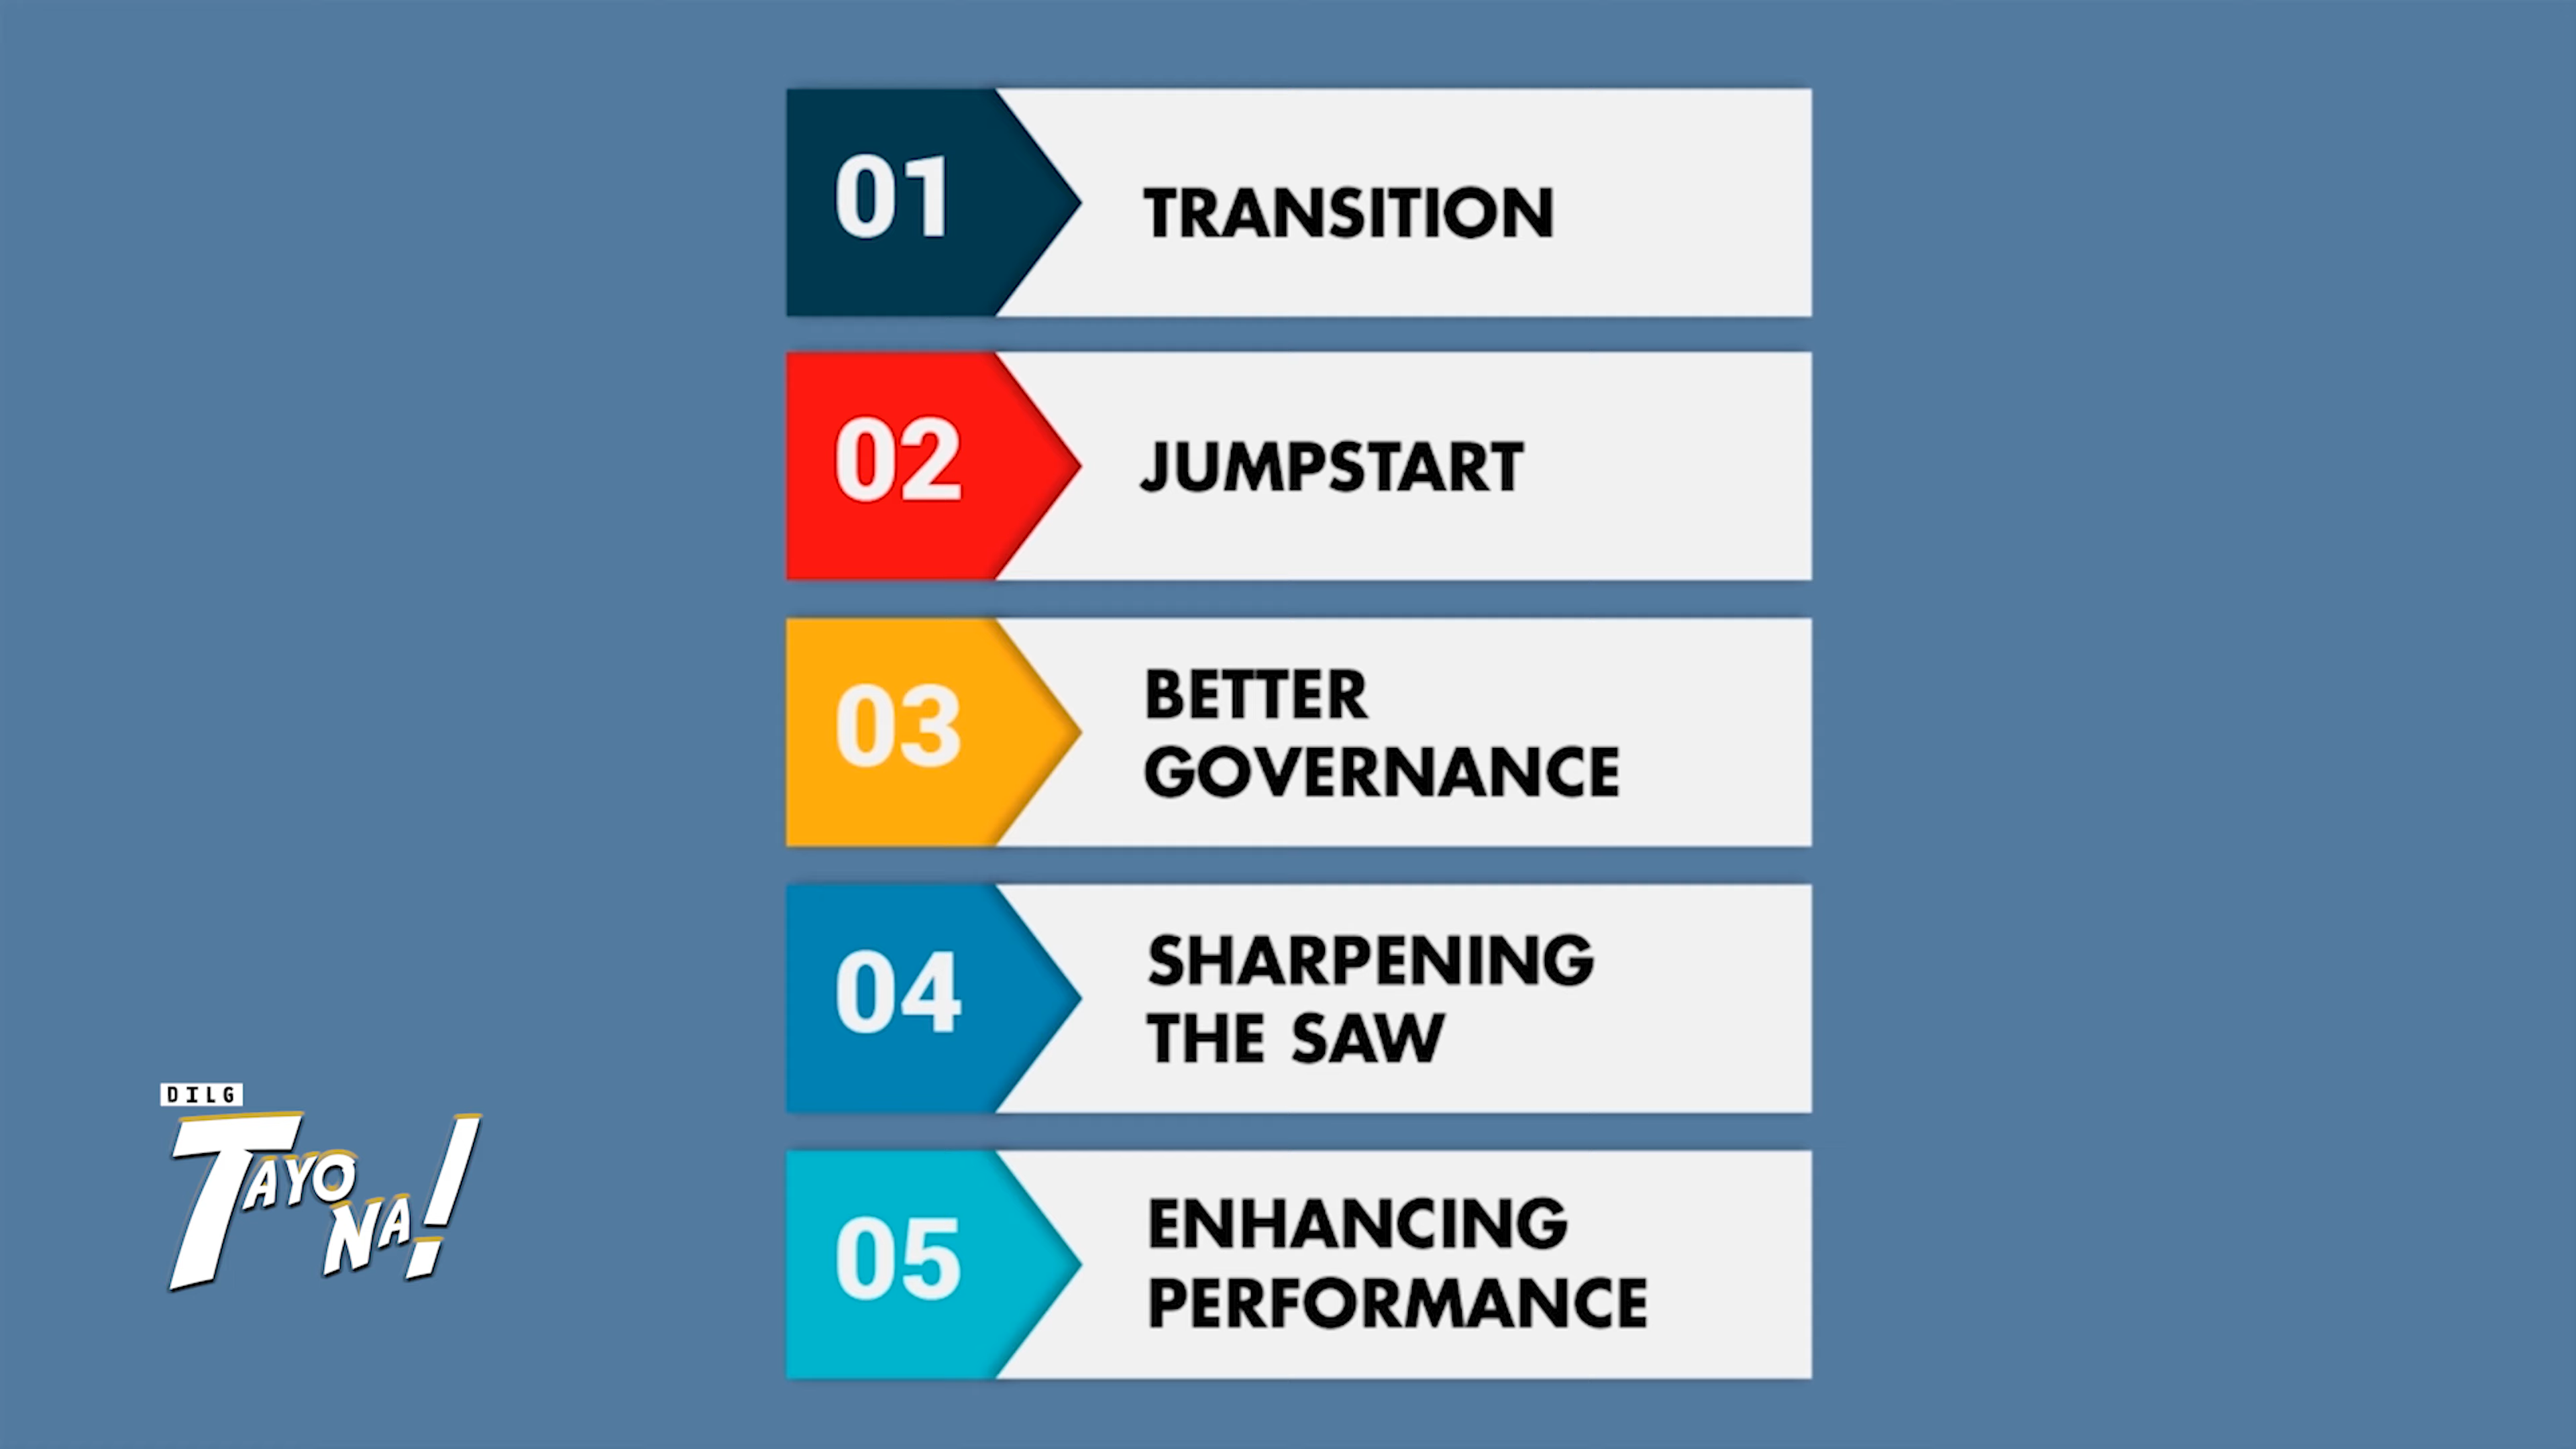 01
TRANSITION
02
JUMPSTART
03
BETTER
GOVERNANCE
04
SHARPENING
THE SAW
05
ENHANCING
PERFORMANCE
DILG
TAYO
NA!